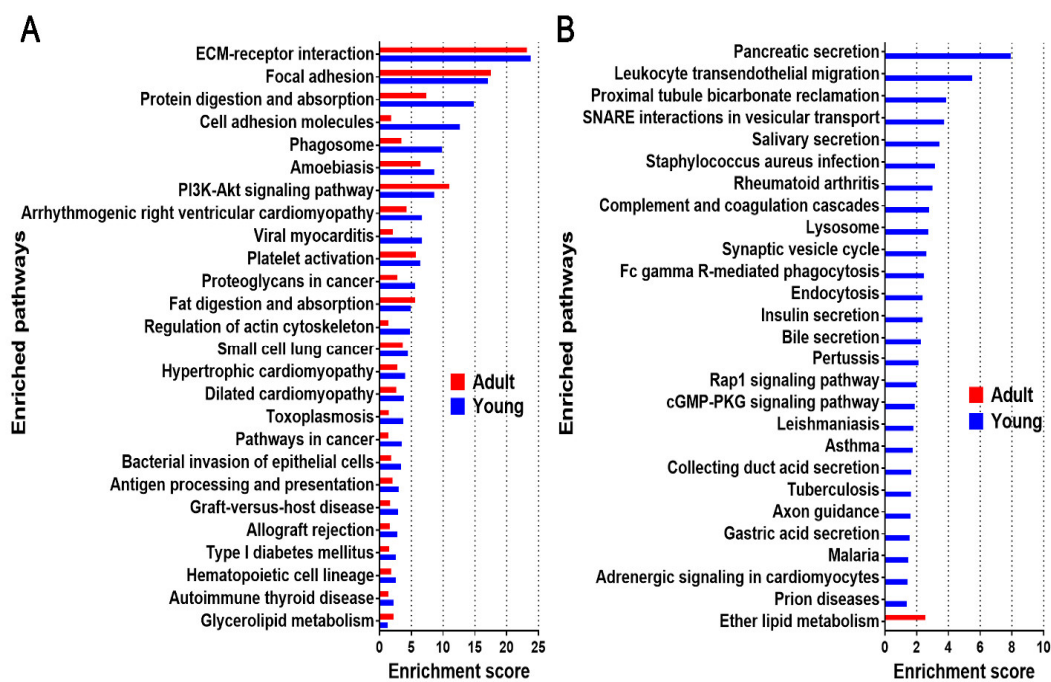 A
ECM-receptor interaction
Focal adhesion
Protein digestion and absorption
Cell adhesion molecules
Phagosome
Amoebiasis
PI3K-Akt signaling pathway
Arrhythmogenic right ventricular cardiomyopathy
Viral myocarditis
Platelet activation
Proteoglycans in cancer
Fat digestion and absorption
Regulation of actin cytoskeleton
Small cell lung cancer
Hypertrophic cardiomyopathy
Dilated cardiomyopathy
Toxoplasmosis
Pathways in cancer
Bacterial invasion of epithelial cells
Antigen processing and presentation
Graft-versus-host disease
Allograft rejection
Type I diabetes mellitus
Hematopoietic cell lineage
Autoimmune thyroid disease
Glycerolipid metabolism
Enriched pathways
Adult
Young
0 5 10 15 20 25
Enrichment score
B
Pancreatic secretion
Leukocyte transendothelial migration
Proximal tubule bicarbonate reclamation
SNARE interactions in vesicular transport
Salivary secretion
Staphylococcus aureus infection
Rheumatoid arthritis
Complement and coagulation cascades
Lysosome
Synaptic vesicle cycle
Fc gamma R-mediated phagocytosis
Endocytosis
Insulin secretion
Bile secretion
Pertussis
Rap1 signaling pathway
cGMP-PKG signaling pathway
Leishmaniasis
Asthma
Collecting duct acid secretion
Tuberculosis
Axon guidance
Gastric acid secretion
Malaria
Adrenergic signaling in cardiomyocytes
Prion diseases
Ether lipid metabolism
Enriched pathways
Adult
Young
0 2 4 6 8 10
Enrichment score